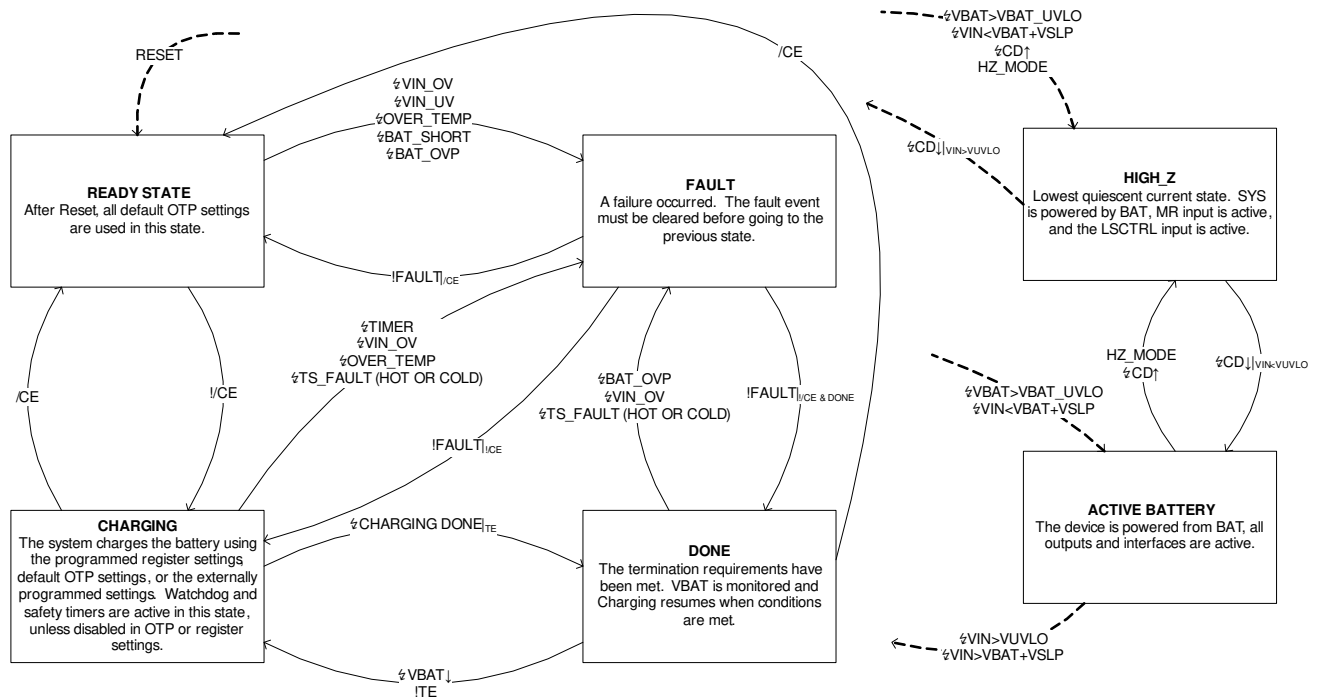 RESET
/CE
↯VIN_OV
↯VIN_UV
↯OVER_TEMP
↯BAT_SHORT
↯BAT_OVP
↯VBAT>VBAT_UVLO
↯VIN<VBAT+VSLP
↯CD↑
HZ_MODE
↯CD↓|VIN>VUVLO
READY STATE
After Reset, all default OTP settings
are used in this state.
FAULT
A failure occurred. The fault event
must be cleared before going to the
previous state.
HIGH_Z
Lowest quiescent current state. SYS
is powered by BAT, MR input is active,
and the LSCTRL input is active.
!FAULT|/CE
↯TIMER
↯VIN_OV
↯OVER_TEMP
↯TS_FAULT (HOT OR COLD)
/CE
!/CE
↯BAT_OVP
↯VIN_OV
↯TS_FAULT (HOT OR COLD)
!FAULT|!/CE & DONE
!FAULT|!/CE
HZ_MODE
↯CD↑
↯CD↓|VIN<VUVLO
↯VBAT>VBAT_UVLO
↯VIN<VBAT+VSLP
CHARGING
The system charges the battery using
the programmed register settings,
default OTP settings, or the externally
programmed settings. Watchdog and
safety timers are active in this state,
unless disabled in OTP or register
settings.
↯CHARGING DONE|TE
DONE
The termination requirements have
been met. VBAT is monitored and
Charging resumes when conditions
are met.
ACTIVE BATTERY
The device is powered from BAT, all
outputs and interfaces are active.
↯VBAT↓
!TE
↯VIN>VUVLO
↯VIN>VBAT+VSLP